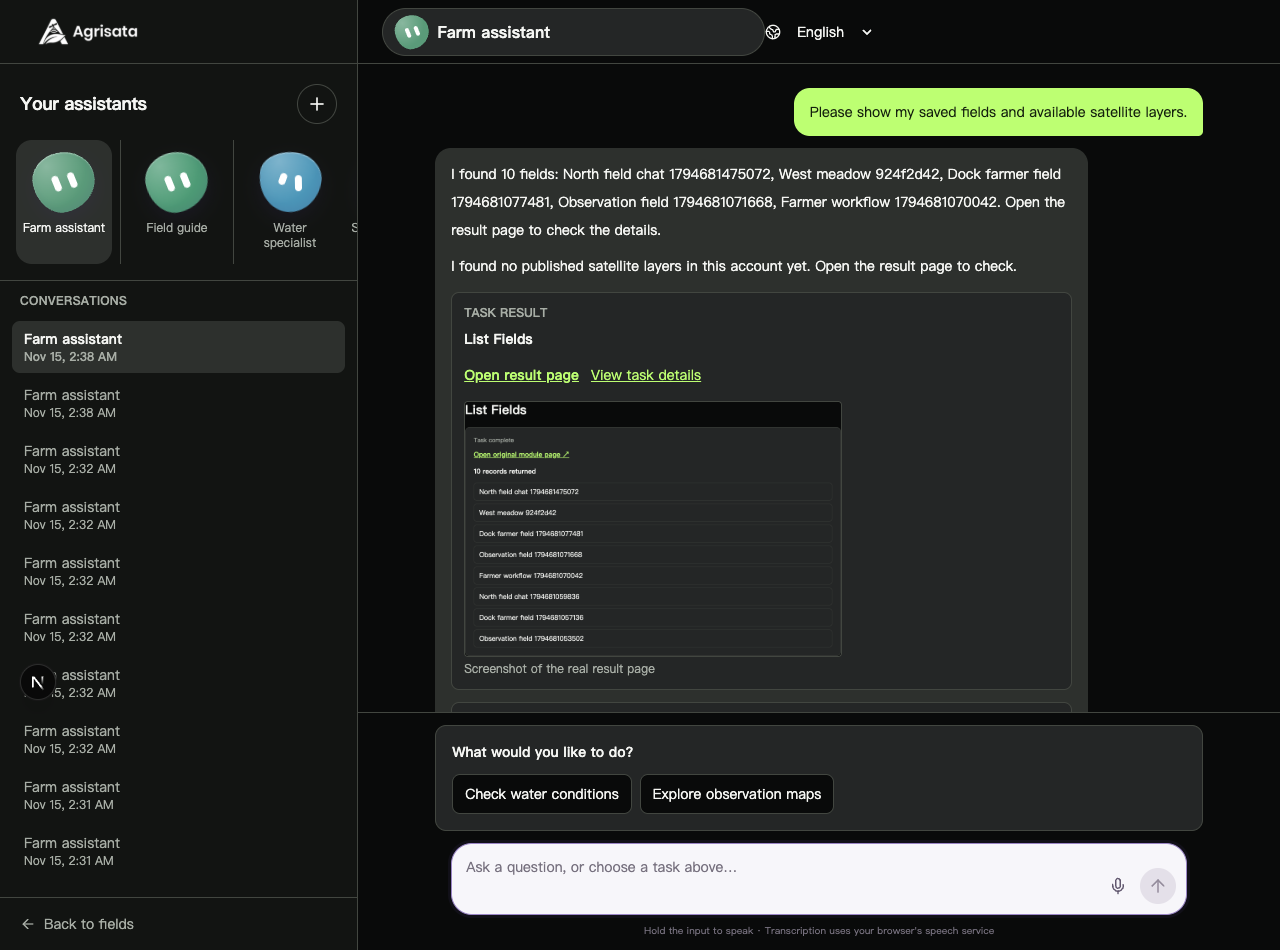 Agrisata
Your assistants
Farm assistant
Field guide
Water
specialist
S
CONVERSATIONS
Farm assistant
Nov 15, 2:38 AM
Farm assistant
Nov 15, 2:38 AM
Farm assistant
Nov 15, 2:32 AM
Farm assistant
Nov 15, 2:32 AM
Farm assistant
Nov 15, 2:32 AM
Farm assistant
Nov 15, 2:32 AM
assistant
15, 2:32 AM
N
Farm assistant
Nov 15, 2:32 AM
Farm assistant
Nov 15, 2:31 AM
Farm assistant
Nov 15, 2:31 AM
Back to fields
Farm assistant
English
Please show my saved fields and available satellite layers.
I found 10 fields: North field chat 1794681475072, West meadow 924f2d42, Dock farmer field
1794681077481, Observation field 1794681071668, Farmer workflow 1794681070042. Open the
result page to check the details.
I found no published satellite layers in this account yet. Open the result page to check.
TASK RESULT
List Fields
Open result page View task details
List Fields
Task complete
Open original module page ↗
10 records returned
North field chat 1794681475072
West meadow 924f2d42
Dock farmer field 1794681077481
Observation field 1794681071668
Farmer workflow 1794681070042
North field chat 1794681059836
Dock farmer field 1794681057136
Observation field 1794681053502
Screenshot of the real result page
What would you like to do?
Check water conditions
Explore observation maps
Ask a question, or choose a task above...
Hold the input to speak · Transcription uses your browser's speech service